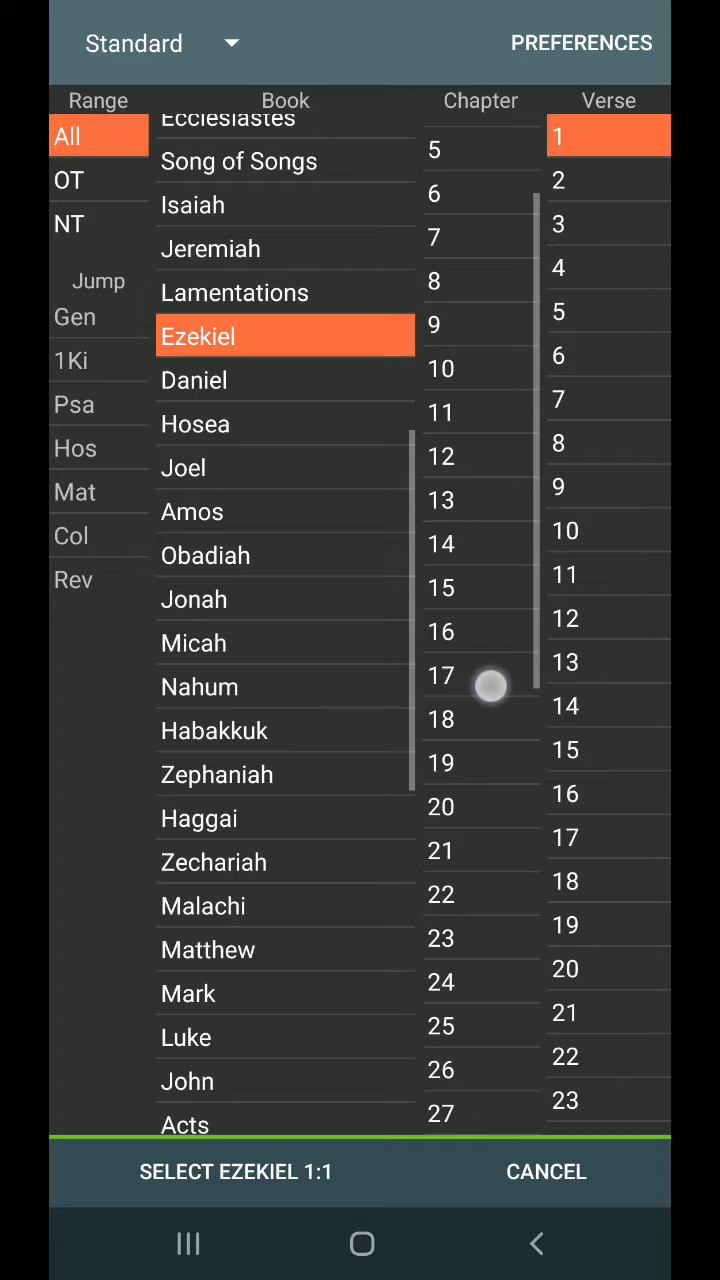 Standard PREFERENCES
Range Book Chapter Verse
All
OT
NT
Jump
Gen
1Ki
Psa
Hos
Mat
Col
Rev
Ecclesiastes
Song of Songs
Isaiah
Jeremiah
Lamentations
Ezekiel
Daniel
Hosea
Joel
Amos
Obadiah
Jonah
Micah
Nahum
Habakkuk
Zephaniah
Haggai
Zechariah
Malachi
Matthew
Mark
Luke
John
Acts
5
6
7
8
9
10
11
12
13
14
15
16
17
18
19
20
21
22
23
24
25
26
27
1
2
3
4
5
6
7
8
9
10
11
12
13
14
15
16
17
18
19
20
21
22
23
SELECT EZEKIEL 1:1 CANCEL